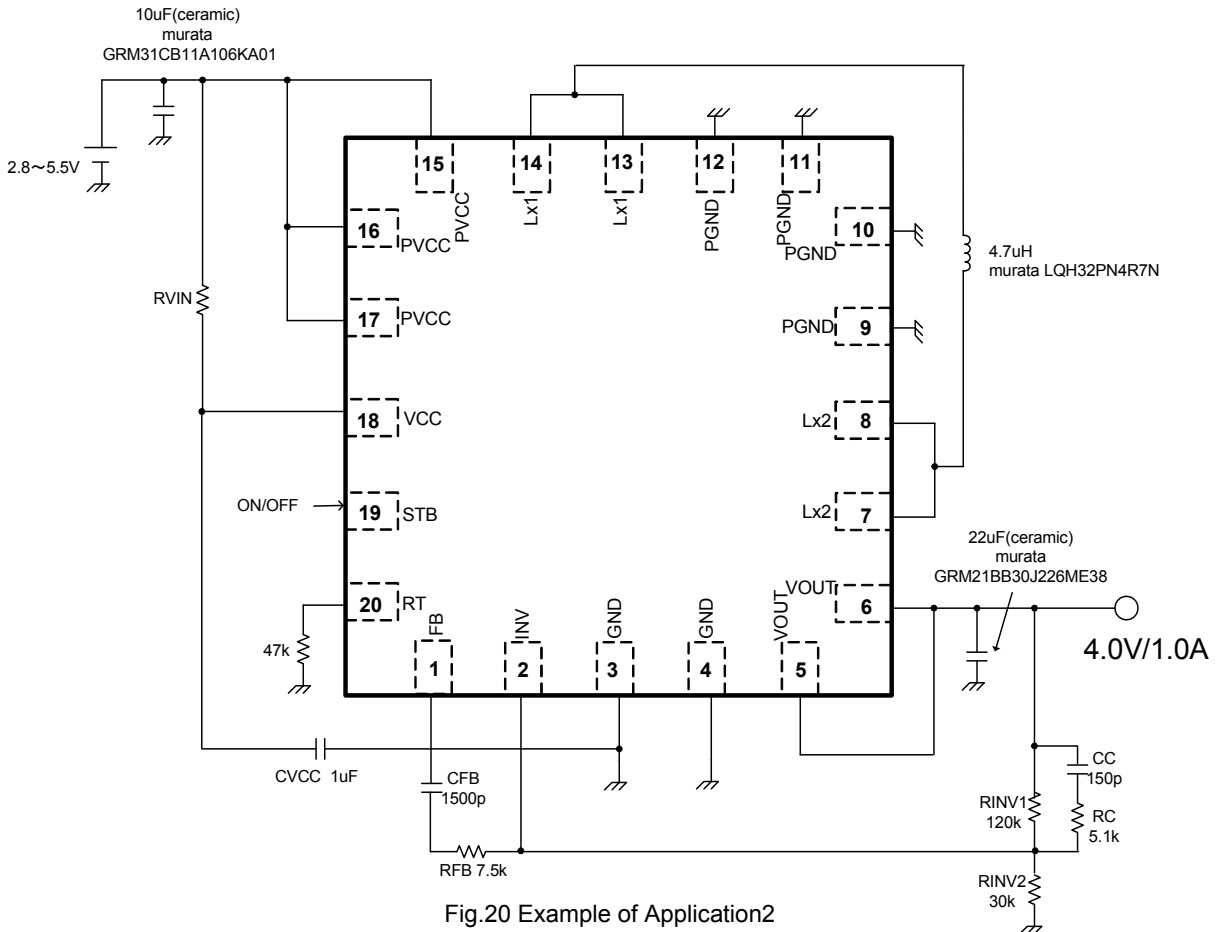 10uF(ceramic)
murata
GRM31CB11A106KA01
2.8～5.5V
RVIN
15
PVCC
14
Lx1
13
Lx1
12
PGND
11
PGND
10
PGND
9
PGND
4.7uH
murata LQH32PN4R7N
16
PVCC
17
PVCC
18
VCC
ON/OFF
19
STB
20
RT
47k
8
Lx2
7
Lx2
22uF(ceramic)
murata
GRM21BB30J226ME38
VOUT
6
4.0V/1.0A
FB
1
INV
2
GND
3
GND
4
VOUT
5
CVCC 1uF
CFB
1500p
RFB 7.5k
CC
150p
RINV1
120k
RC
5.1k
RINV2
30k
Fig.20 Example of Application2